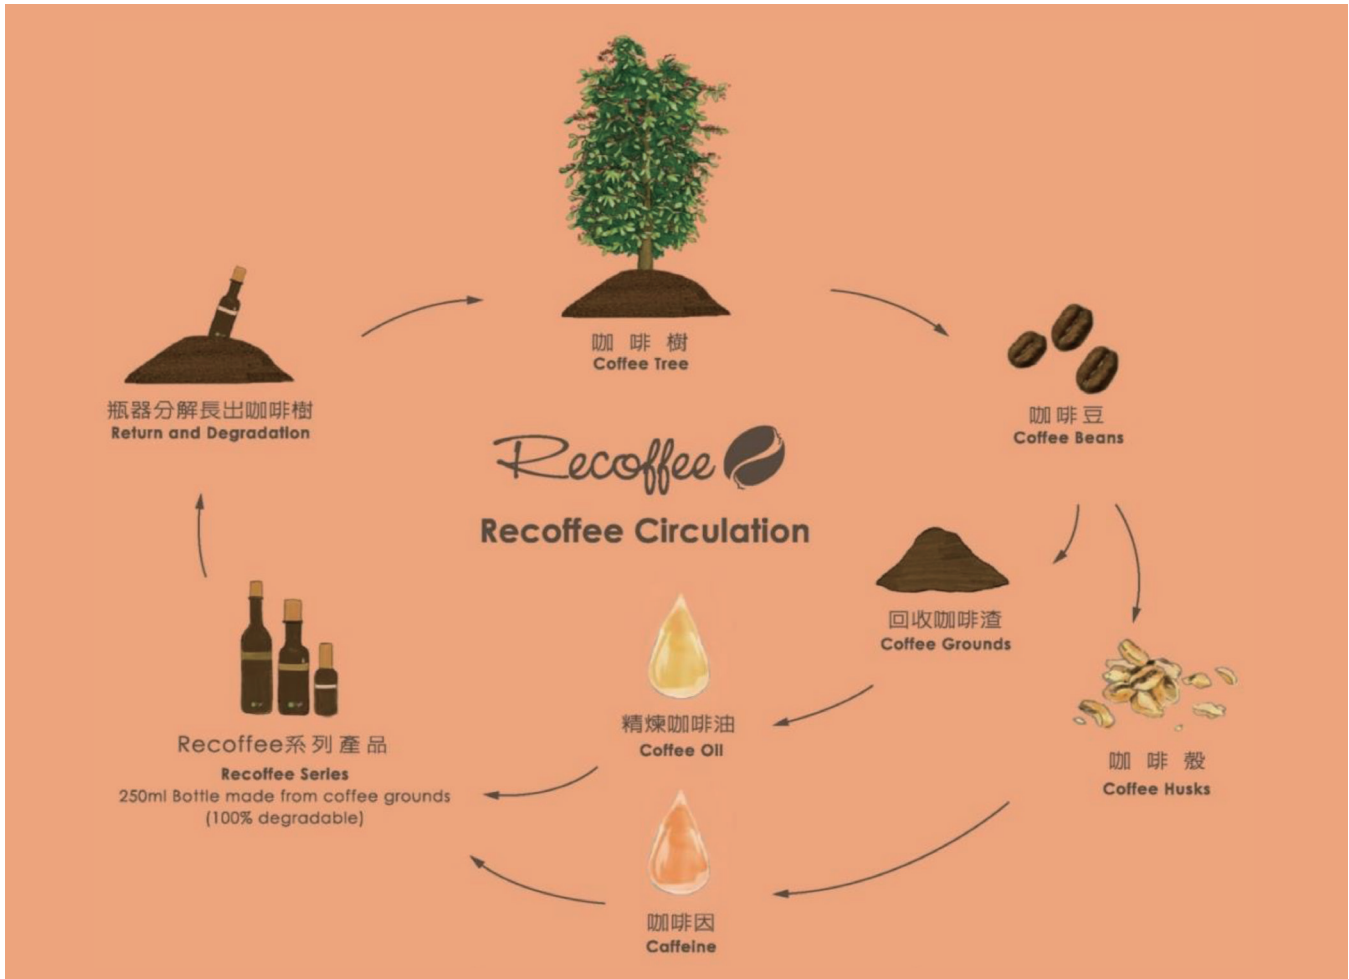 咖啡樹
Coffee Tree
咖啡豆
Coffee Beans
瓶器分解長出咖啡樹
Return and Degradation
Recoffee
Recoffee Circulation
回收咖啡渣
Coffee Grounds
精煉咖啡油
Coffee Oil
咖啡殼
Coffee Husks
Recoffee系列產品
Recoffee Series
250ml Bottle made from coffee grounds
(100% degradable)
咖啡因
Caffeine